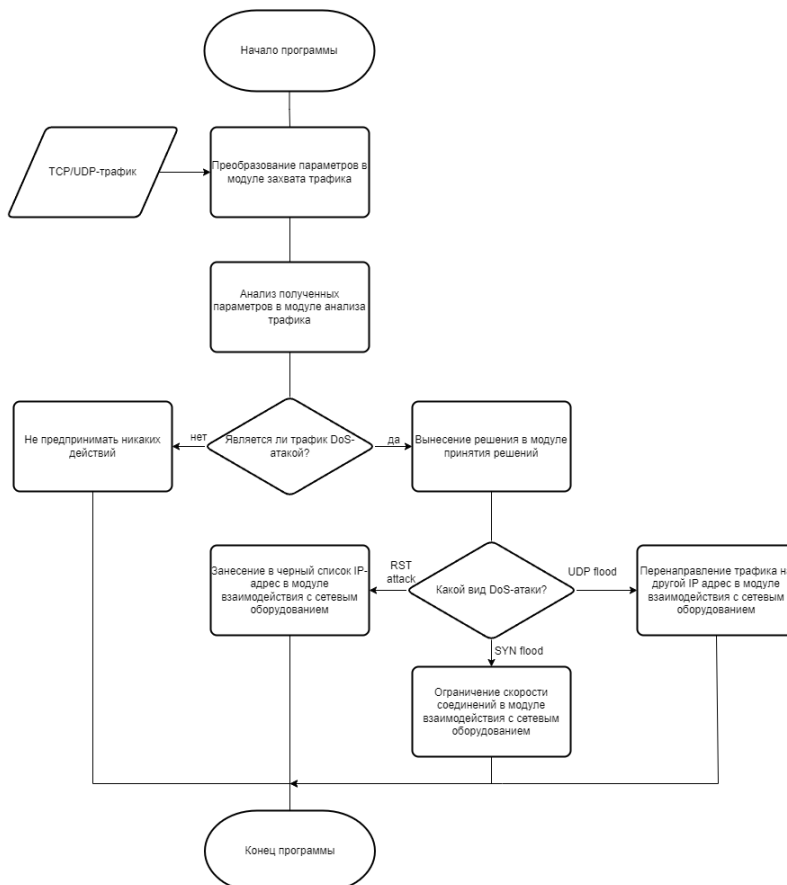 Начало программы
TCP/UDP-трафик
Преобразование параметров в
модуле захвата трафика
Анализ полученных
параметров в модуле анализа
трафика
Не предпринимать никаких
действий
нет
Является ли трафик DoS-
атакой?
да
Вынесение решения в модуле
принятия решений
Занесение в черный список IP-
адрес в модуле
взаимодействия с сетевым
оборудованием
RST
attack
Какой вид DoS-атаки?
UDP flood
Перенаправление трафика на
другой IP адрес в модуле
взаимодействия с сетевым
оборудованием
SYN flood
Ограничение скорости
соединений в модуле
взаимодействия с сетевым
оборудованием
Конец программы